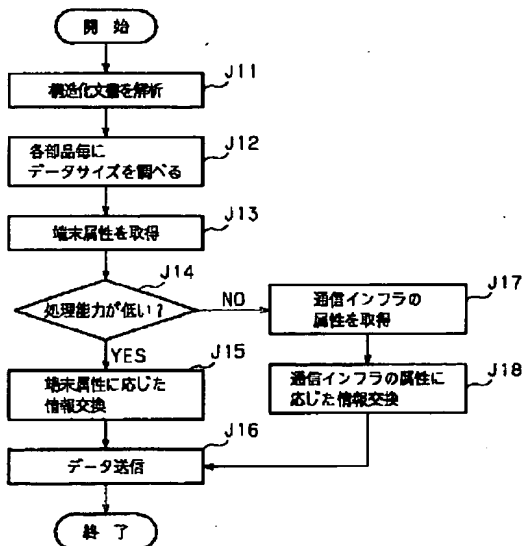 開 始
J11
構造化文書を解析
J12
各部品毎に
データサイズを調べる
J13
端末属性を取得
J14
処理能力が低い?
NO
YES
J17
通信インフラの
属性を取得
J15
端末属性に応じた
情報交換
J18
通信インフラの属性に
応じた情報交換
J16
データ送信
終 了